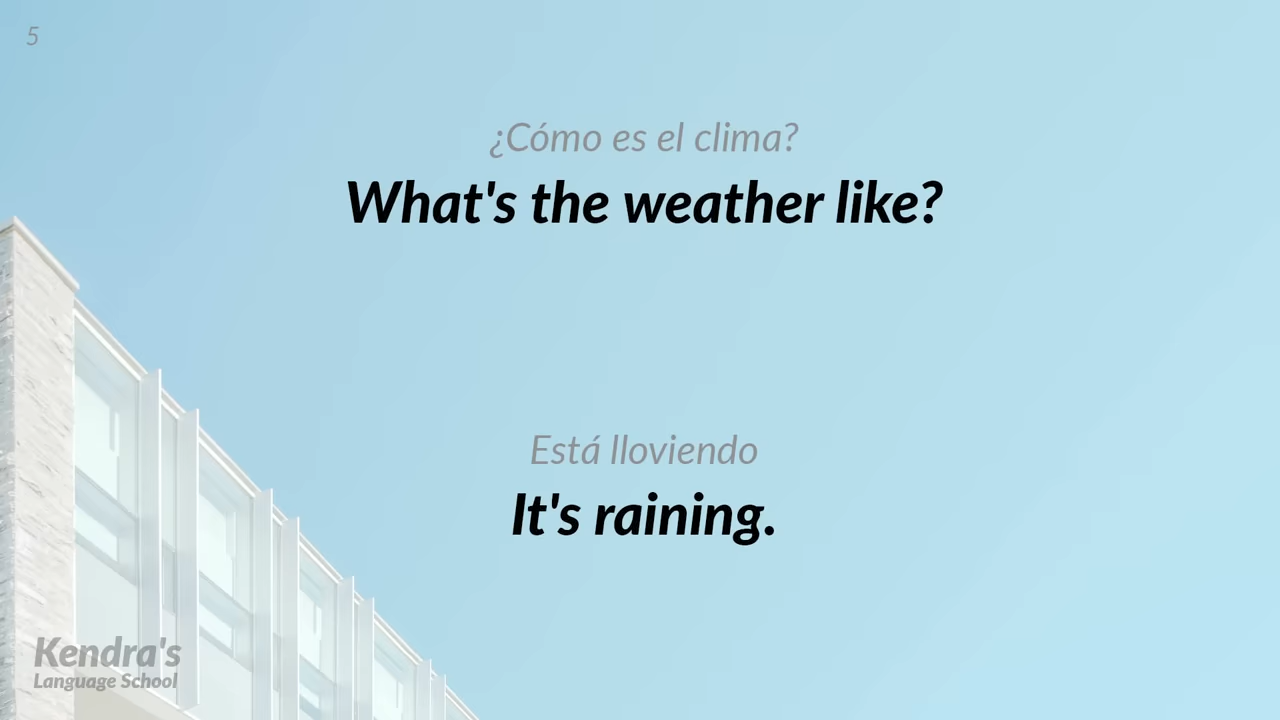 5
¿Cómo es el clima?
What's the weather like?
Está lloviendo
It's raining.
Kendra's
Language School